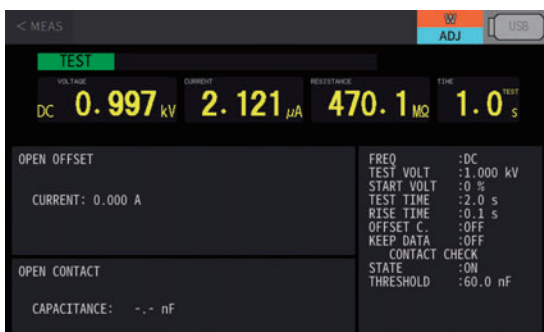 < MEAS
W
ADJ
USB
TEST
VOLTAGE
CURRENT
RESISTANCE
TIME
DC 0.997 kV 2.121 μA 470.1 MΩ 1.0 s
TEST
OPEN OFFSET
CURRENT: 0.000 A
OPEN CONTACT
CAPACITANCE: -.- nF
FREQ :DC
TEST VOLT :1.000 kV
START VOLT :0 %
TEST TIME :2.0 s
RISE TIME :0.1 s
OFFSET C. :OFF
KEEP DATA :OFF
CONTACT CHECK
STATE :ON
THRESHOLD :60.0 nF